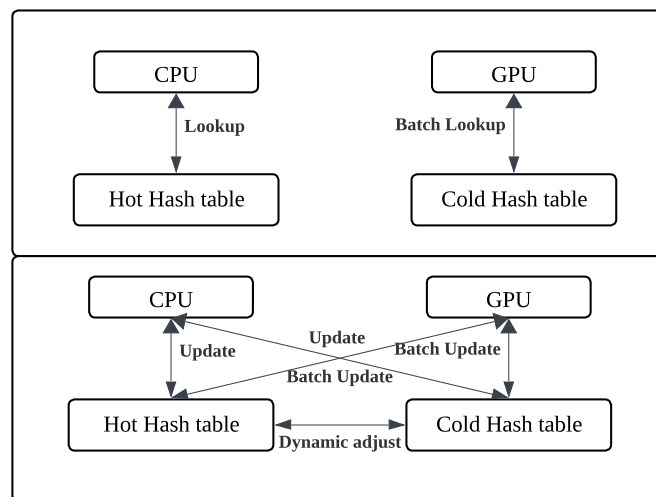 CPU
GPU
Lookup
Batch Lookup
Hot Hash table
Cold Hash table
CPU
GPU
Update
Update
Batch Update
Batch Update
Hot Hash table
Cold Hash table
Dynamic adjust